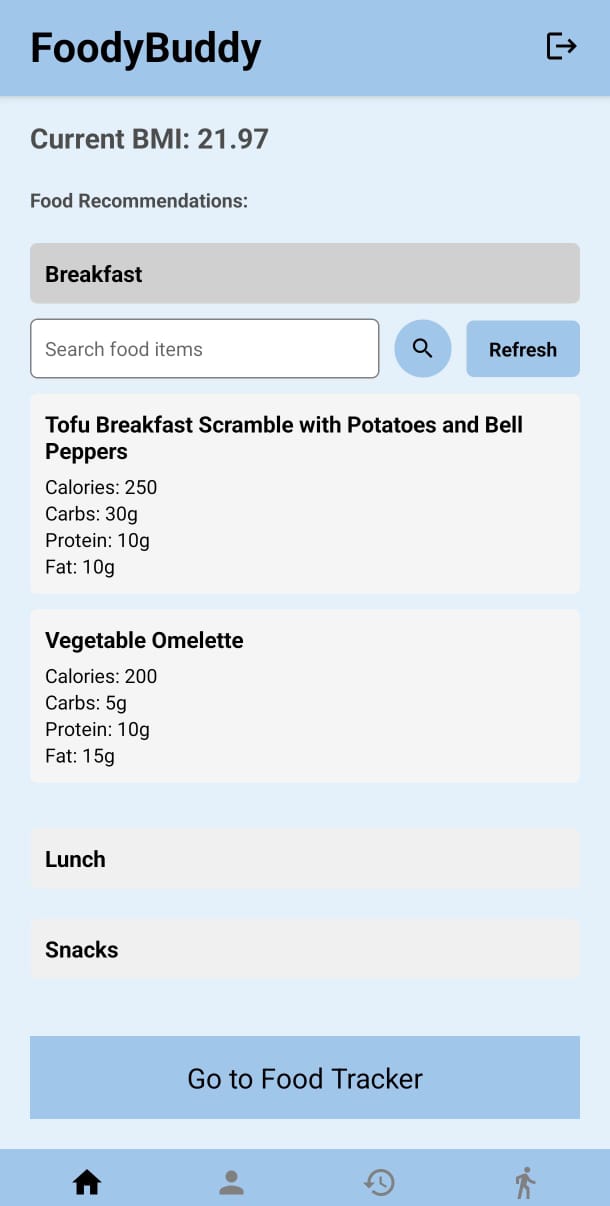 FoodyBuddy
Current BMI: 21.97
Food Recommendations:
Breakfast
Search food items
Refresh
Tofu Breakfast Scramble with Potatoes and Bell
Peppers
Calories: 250
Carbs: 30g
Protein: 10g
Fat: 10g
Vegetable Omelette
Calories: 200
Carbs: 5g
Protein: 10g
Fat: 15g
Lunch
Snacks
Go to Food Tracker